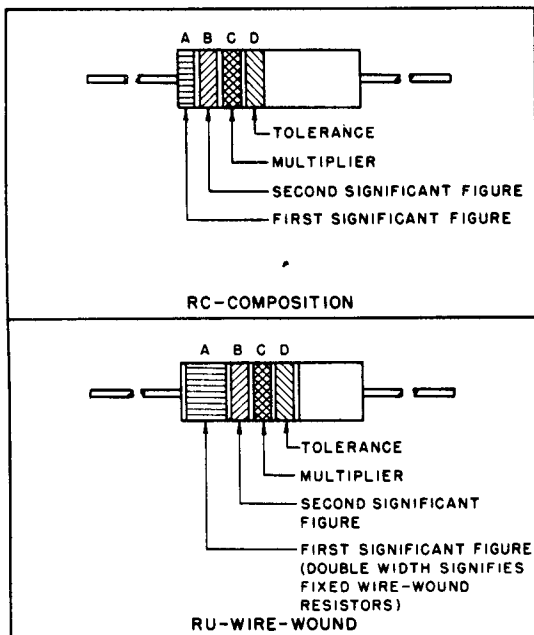 A B C D
TOLERANCE
MULTIPLIER
SECOND SIGNIFICANT FIGURE
FIRST SIGNIFICANT FIGURE
RC-COMPOSITION
A B C D
TOLERANCE
MULTIPLIER
SECOND SIGNIFICANT
FIGURE
FIRST SIGNIFICANT FIGURE
(DOUBLE WIDTH SIGNIFIES
FIXED WIRE-WOUND
RESISTORS)
RU-WIRE-WOUND